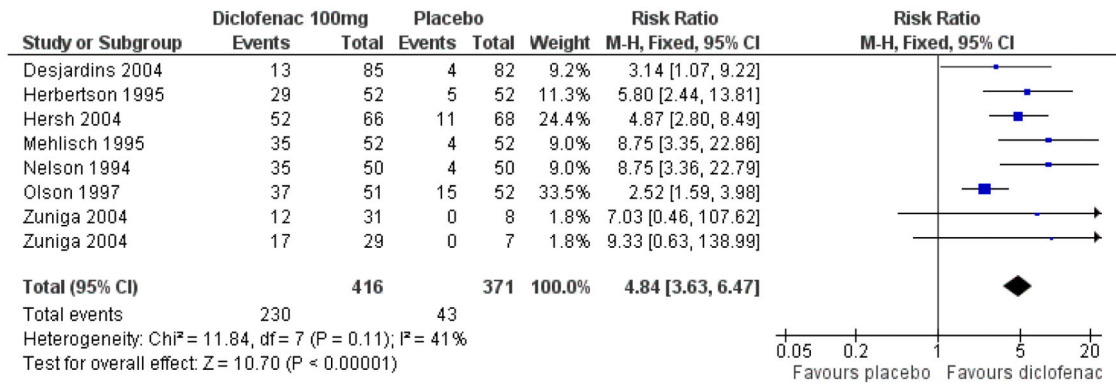 Diclofenac 100mg Placebo Risk Ratio Risk Ratio
Study or Subgroup Events Total Events Total Weight M-H, Fixed, 95% CI M-H, Fixed, 95% CI
Desjardins 2004 13 85 4 82 9.2% 3.14 [1.07, 9.22]
Herbertson 1995 29 52 5 52 11.3% 5.80 [2.44, 13.81]
Hersh 2004 52 66 11 68 24.4% 4.87 [2.80, 8.49]
Mehlisch 1995 35 52 4 52 9.0% 8.75 [3.35, 22.86]
Nelson 1994 35 50 4 50 9.0% 8.75 [3.36, 22.79]
Olson 1997 37 51 15 52 33.5% 2.52 [1.59, 3.98]
Zuniga 2004 12 31 0 8 1.8% 7.03 [0.46, 107.62]
Zuniga 2004 17 29 0 7 1.8% 9.33 [0.63, 138.99]
Total (95% CI) 416 371 100.0% 4.84 [3.63, 6.47]
Total events 230 43
Heterogeneity: Chi² = 11.84, df = 7 (P = 0.11); I² = 41%
Test for overall effect: Z = 10.70 (P < 0.00001)
0.05 0.2 1 5 20
Favours placebo Favours diclofenac